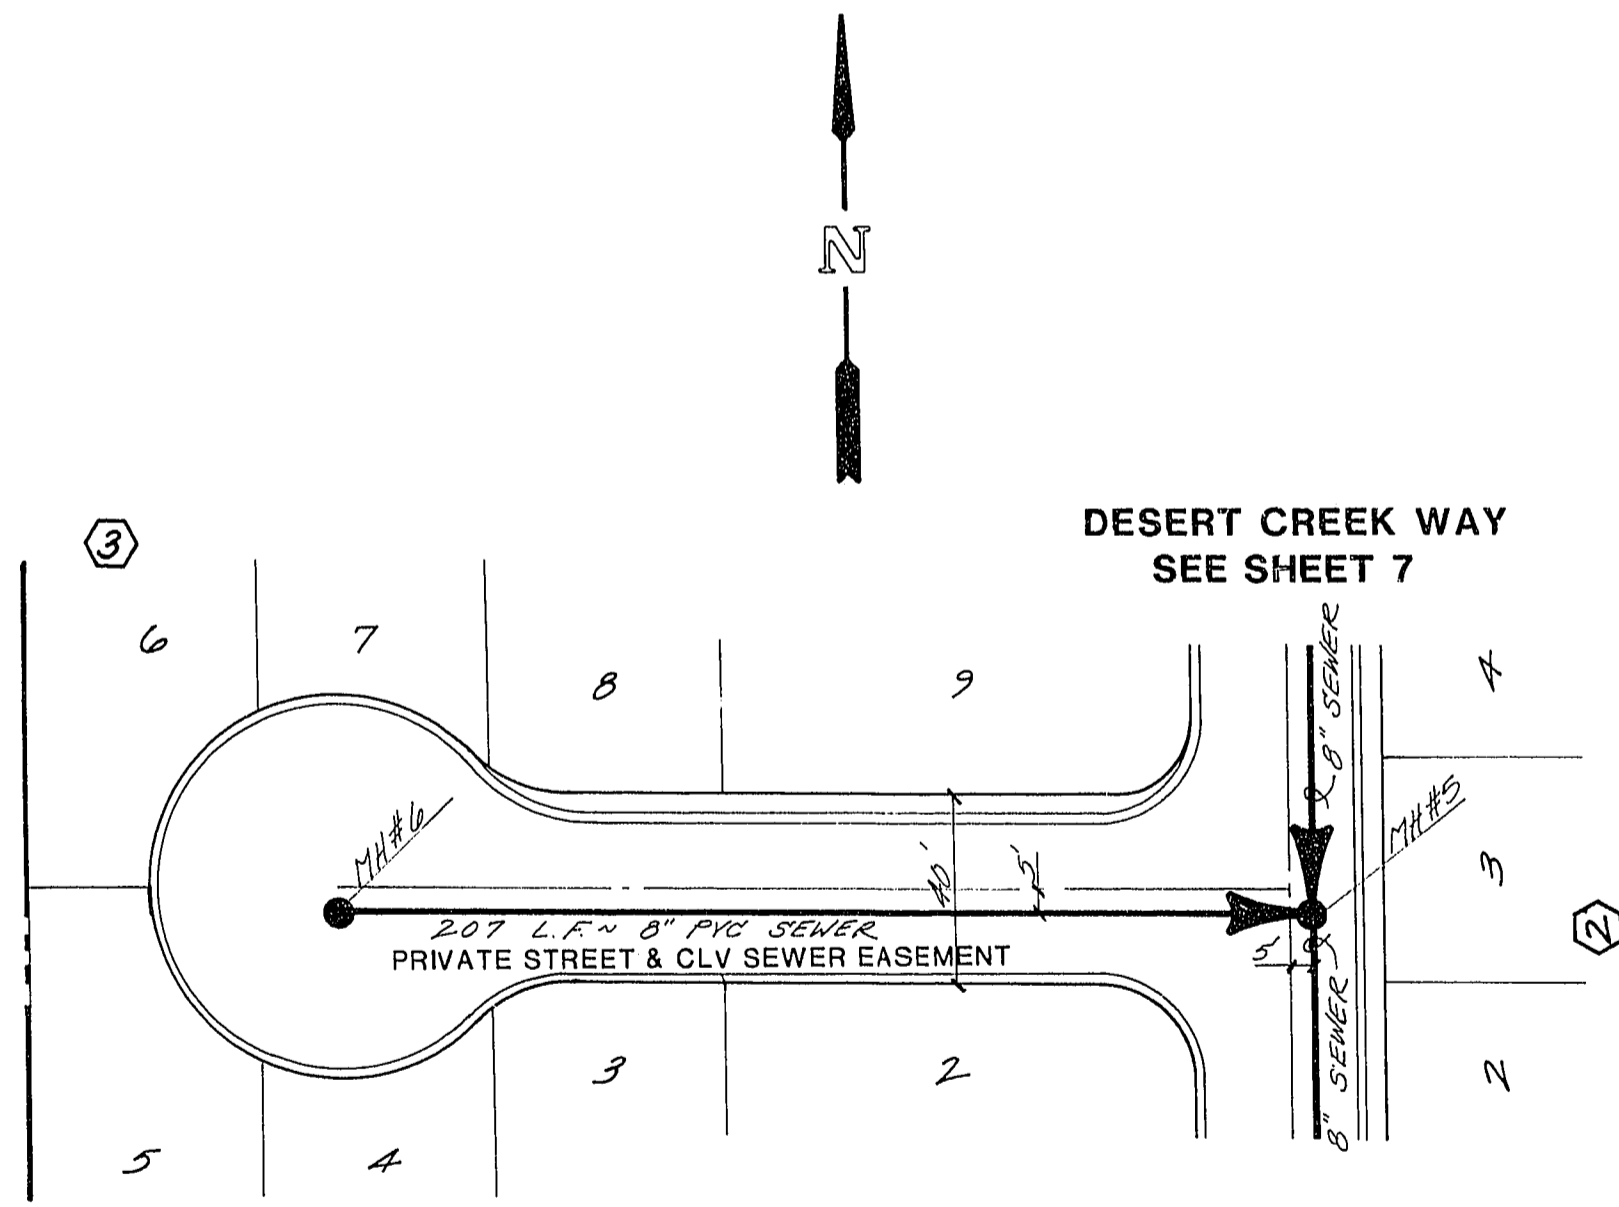 N
DESERT CREEK WAY
SEE SHEET 7
3
6
7
8
9
8" SEWER
4
MH#6
40'
5'
MH#5
3
207 L.F. ~ 8" PVC SEWER
PRIVATE STREET & CLV SEWER EASEMENT
5'
2
8" SEWER
3
2
2
5
4